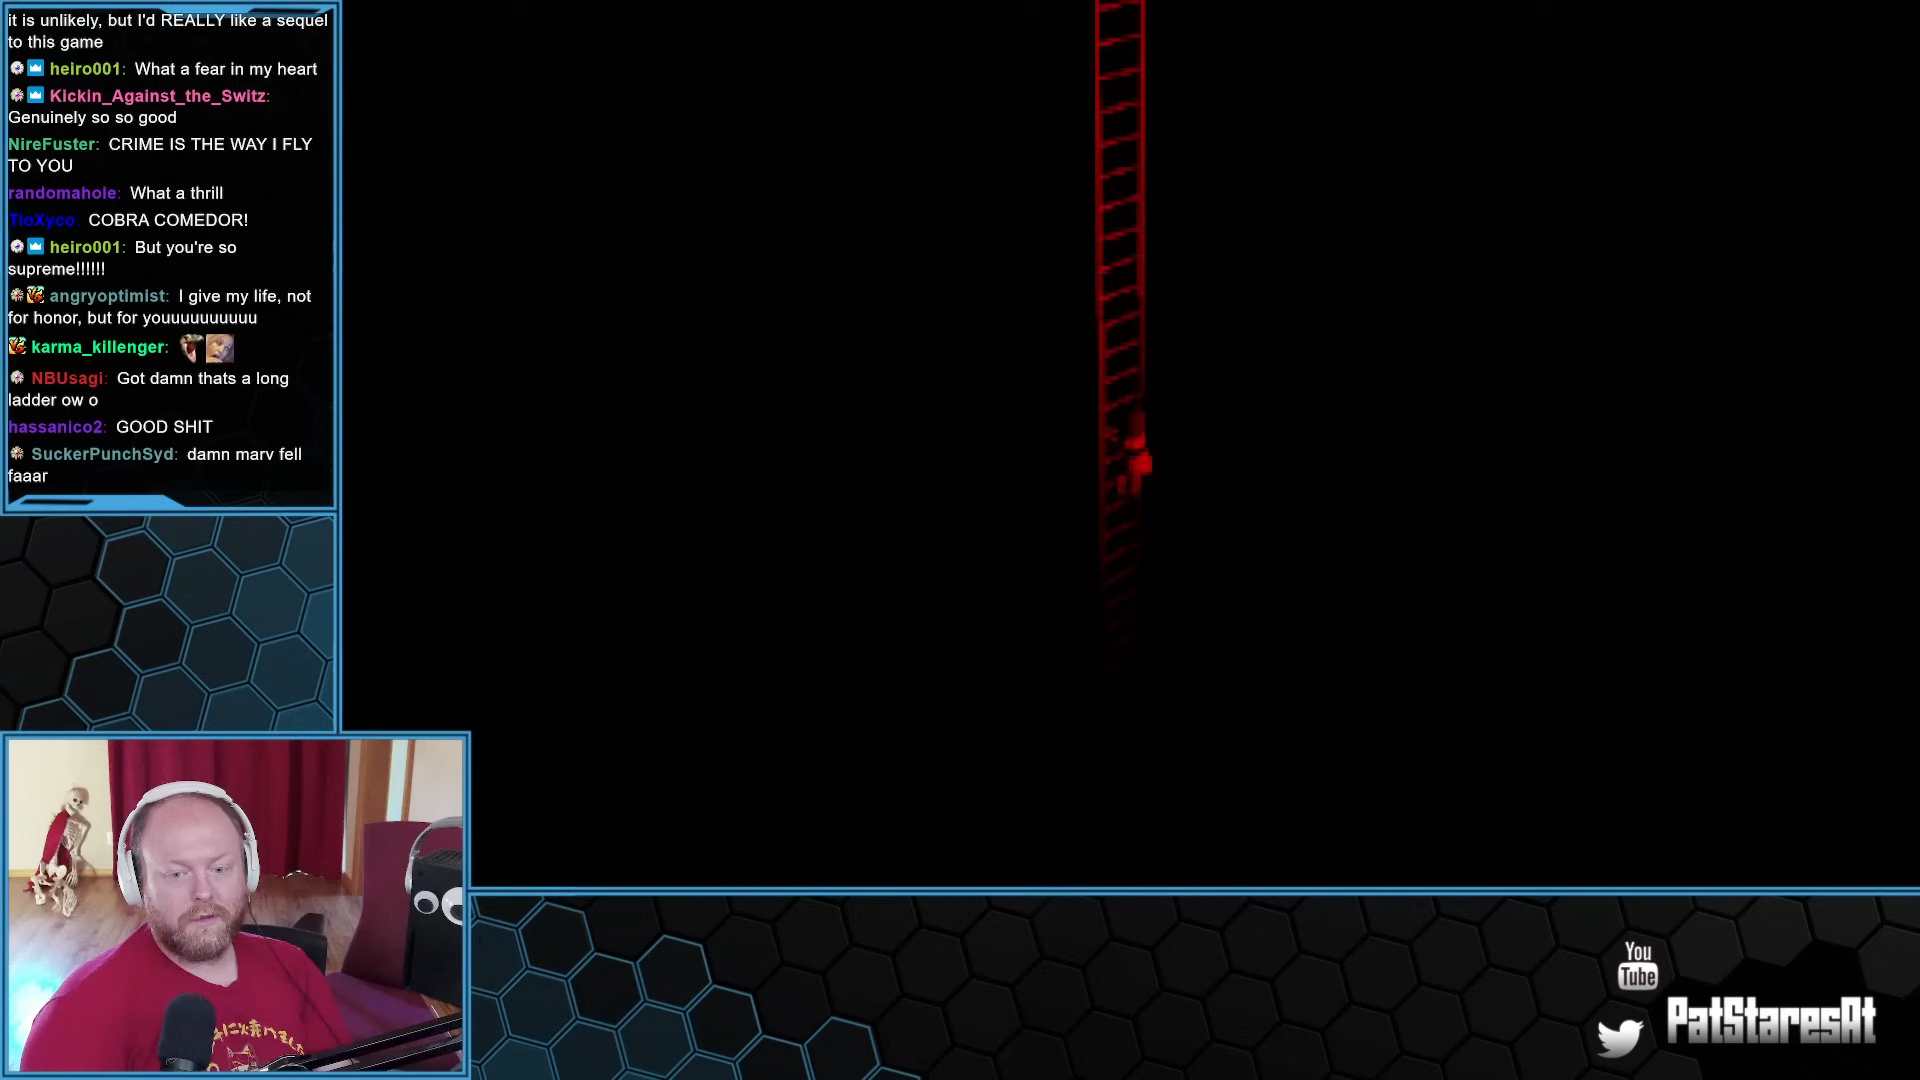 it is unlikely, but I'd REALLY like a sequel
to this game
heiro001: What a fear in my heart
Kickin_Against_the_Switz:
Genuinely so so good
NireFuster: CRIME IS THE WAY I FLY
TO YOU
randomahole: What a thrill
TloXyco: COBRA COMEDOR!
heiro001: But you're so
supreme!!!!!!
angryoptimist: I give my life, not
for honor, but for youuuuuuuuuu
karma_killenger:
NBUsagi: Got damn thats a long
ladder ow o
hassanico2: GOOD SHIT
SuckerPunchSyd: damn marv fell
faaar
You
Tube
PatStaresAt